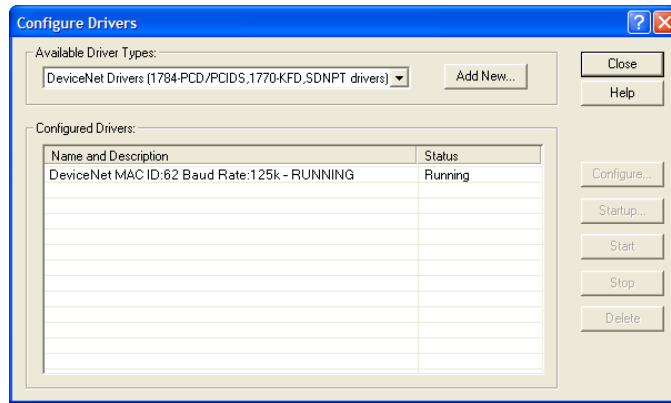 Configure Drivers
Available Driver Types:
DeviceNet Drivers (1784-PCD/PCIDS,1770-KFD,SDNPT drivers)
Add New...
Close
Help
Configured Drivers:
Name and Description Status
DeviceNet MAC ID:62 Baud Rate:125k - RUNNING Running
Configure...
Startup...
Start
Stop
Delete